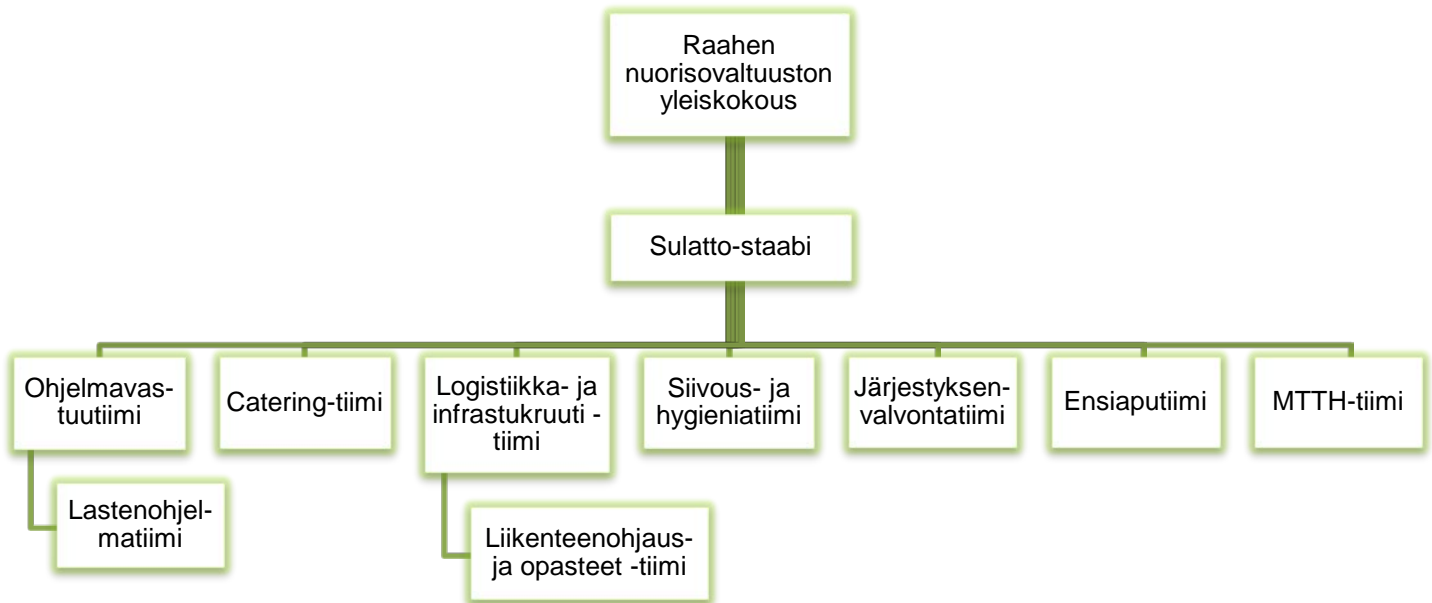 Raahen
nuorisovaltuuston
yleiskokous
Sulatto-staabi
Ohjelmavas-
tuutiimi
Catering-tiimi
Logistiikka- ja
infrastukruuti -
tiimi
Siivous- ja
hygieniatiimi
Järjestyksen-
valvontatiimi
Ensiaputiimi
MTTH-tiimi
Lastenohjel-
matiimi
Liikenteenohjaus-
ja opasteet -tiimi